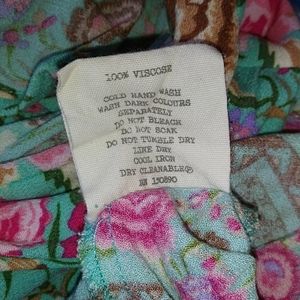 100% VISCOSE
COLD HAND WASH
WASH DARK COLOURS
SEPARATELY
DO NOT BLEACH
DO NOT SOAK
DO NOT TUMBLE DRY
LINE DRY
COOL IRON
DRY CLEANABLE®
RN 150890